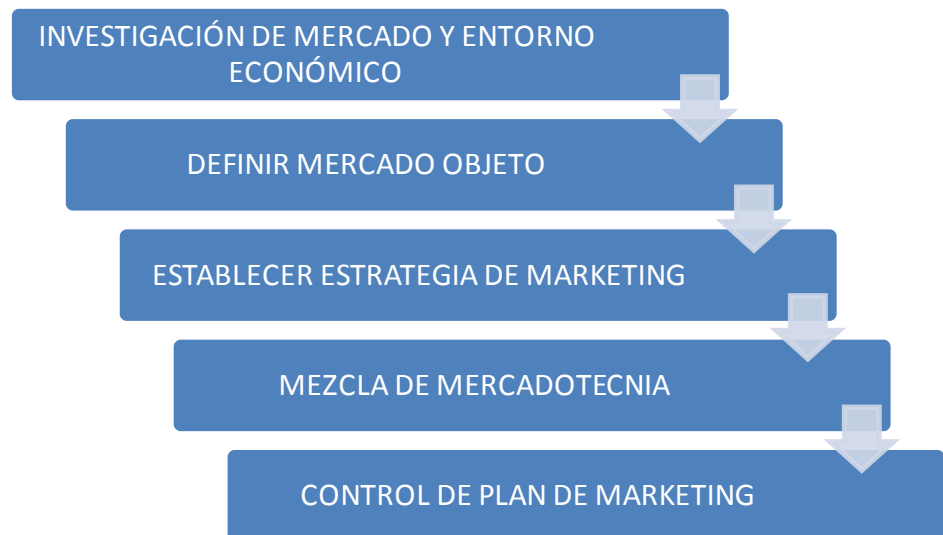 INVESTIGACIÓN DE MERCADO Y ENTORNO
ECONÓMICO
DEFINIR MERCADO OBJETO
ESTABLECER ESTRATEGIA DE MARKETING
MEZCLA DE MERCADOTECNIA
CONTROL DE PLAN DE MARKETING